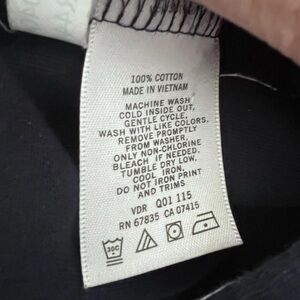 100% COTTON
MADE IN VIETNAM
MACHINE WASH
COLD INSIDE OUT,
GENTLE CYCLE.
WASH WITH LIKE COLORS.
REMOVE PROMPTLY
FROM WASHER.
ONLY NON-CHLORINE
BLEACH IF NEEDED.
TUMBLE DRY LOW.
COOL IRON.
DO NOT IRON PRINT
AND TRIMS
VDR Q01 115
RN 67835 CA 07415
30C